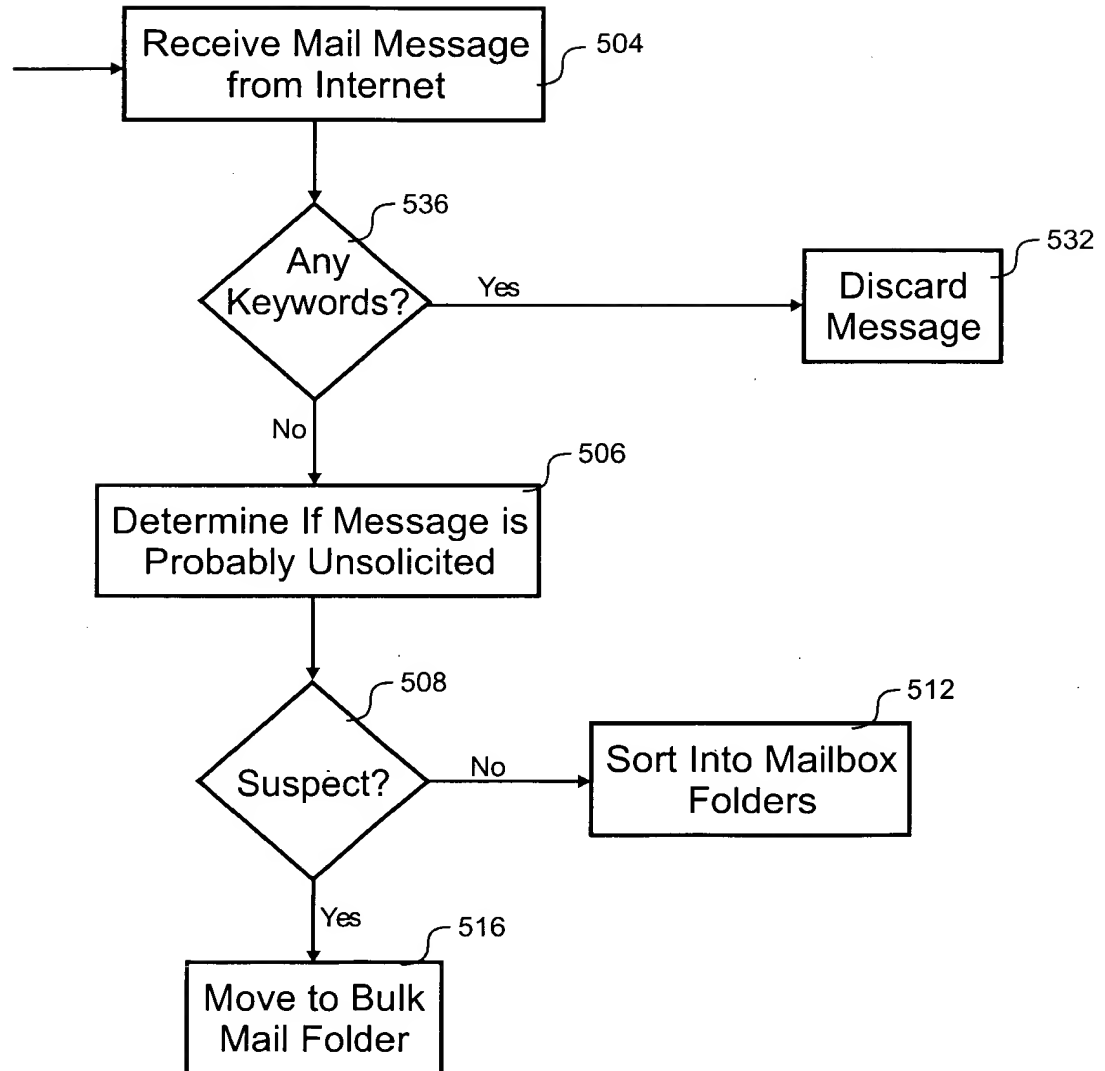 Receive Mail Message
from Internet
504
536
Any
Keywords?
Yes
532
Discard
Message
No
506
Determine If Message is
Probably Unsolicited
508
Suspect?
No
512
Sort Into Mailbox
Folders
Yes
516
Move to Bulk
Mail Folder